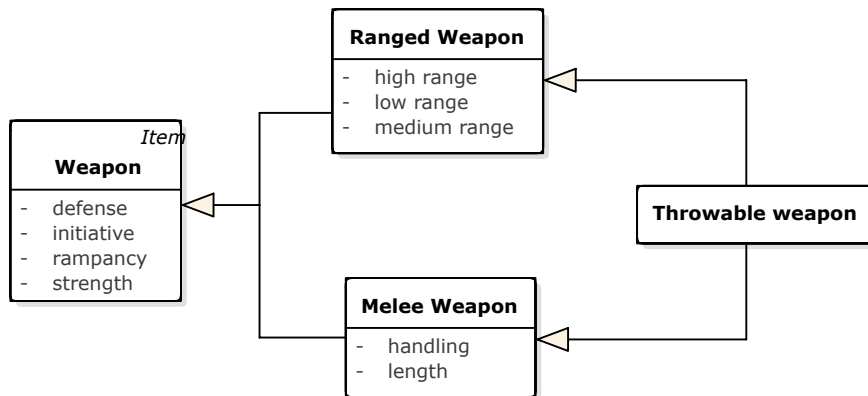 Ranged Weapon
- high range
- low range
- medium range
Item
Weapon
- defense
- initiative
- rampancy
- strength
Throwable weapon
Melee Weapon
- handling
- length